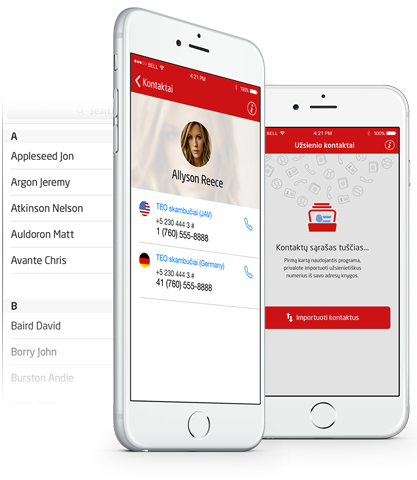 Search
A
Appleseed Jon
Argon Jeremy
Atkinson Nelson
Auldoron Matt
Avante Chris
B
Baird David
Borry John
Burston Andie
BELL
4:21 PM
100%
Kontaktai
Allyson Reece
TEO skambučiai (JAV)
+5 230 444 3 #
1 (760) 555-8888
TEO skambučiai (Germany)
+5 230 444 3 #
41 (760) 555-8888
BELL
4:21 PM
100%
Užsienio kontaktai
Kontaktų sąrašas tuščias...
Pirmą kartą naudojantis programa,
privalote importuoti užsienietiškus
numerius iš savo adresų knygos.
Importuoti kontaktus